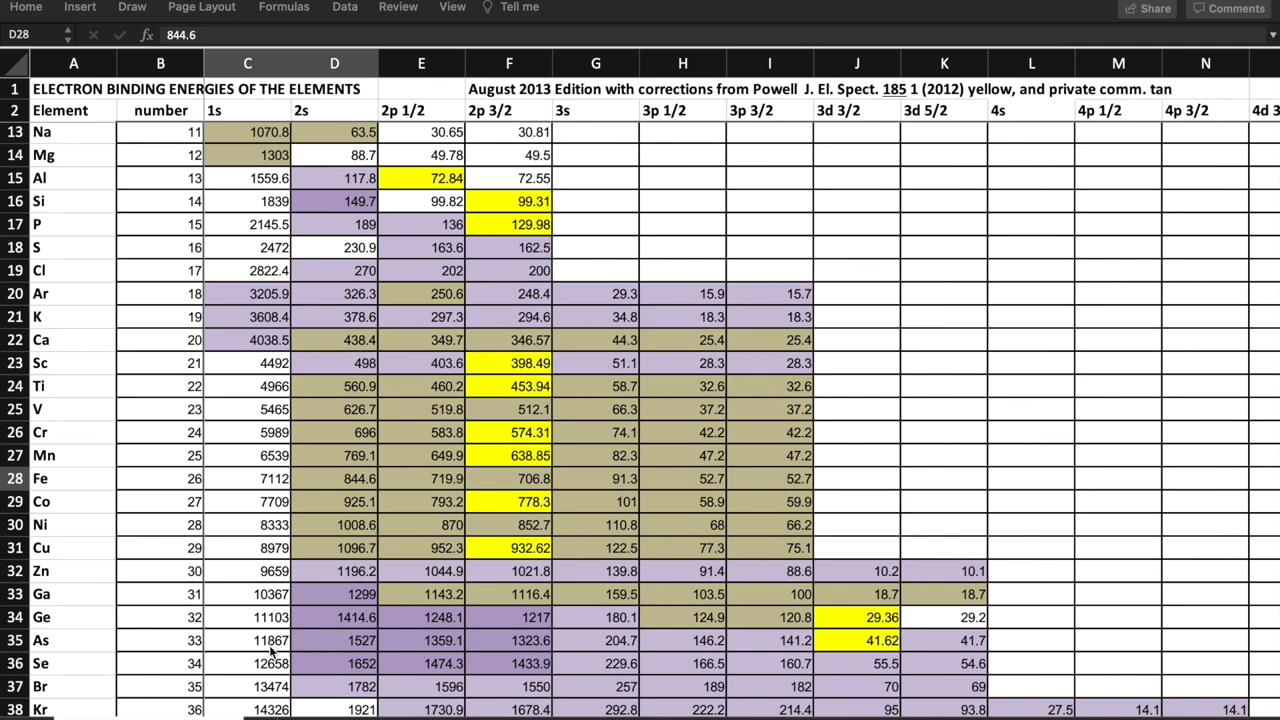 Home Insert Draw Page Layout Formulas Data Review View Tell me Share Comments
D28 fx 844.6
A B C D E F G H I J K L M N
1 ELECTRON BINDING ENERGIES OF THE ELEMENTS August 2013 Edition with corrections from Powell J. El. Spect. 185 1 (2012) yellow, and private comm. tan
2 Element number 1s 2s 2p 1/2 2p 3/2 3s 3p 1/2 3p 3/2 3d 3/2 3d 5/2 4s 4p 1/2 4p 3/2 4d 3
13 Na 11 1070.8 63.5 30.65 30.81
14 Mg 12 1303 88.7 49.78 49.5
15 Al 13 1559.6 117.8 72.84 72.55
16 Si 14 1839 149.7 99.82 99.31
17 P 15 2145.5 189 136 129.98
18 S 16 2472 230.9 163.6 162.5
19 Cl 17 2822.4 270 202 200
20 Ar 18 3205.9 326.3 250.6 248.4 29.3 15.9 15.7
21 K 19 3608.4 378.6 297.3 294.6 34.8 18.3 18.3
22 Ca 20 4038.5 438.4 349.7 346.57 44.3 25.4 25.4
23 Sc 21 4492 498 403.6 398.49 51.1 28.3 28.3
24 Ti 22 4966 560.9 460.2 453.94 58.7 32.6 32.6
25 V 23 5465 626.7 519.8 512.1 66.3 37.2 37.2
26 Cr 24 5989 696 583.8 574.31 74.1 42.2 42.2
27 Mn 25 6539 769.1 649.9 638.85 82.3 47.2 47.2
28 Fe 26 7112 844.6 719.9 706.8 91.3 52.7 52.7
29 Co 27 7709 925.1 793.2 778.3 101 58.9 59.9
30 Ni 28 8333 1008.6 870 852.7 110.8 68 66.2
31 Cu 29 8979 1096.7 952.3 932.62 122.5 77.3 75.1
32 Zn 30 9659 1196.2 1044.9 1021.8 139.8 91.4 88.6 10.2 10.1
33 Ga 31 10367 1299 1143.2 1116.4 159.5 103.5 100 18.7 18.7
34 Ge 32 11103 1414.6 1248.1 1217 180.1 124.9 120.8 29.36 29.2
35 As 33 11867 1527 1359.1 1323.6 204.7 146.2 141.2 41.62 41.7
36 Se 34 12658 1652 1474.3 1433.9 229.6 166.5 160.7 55.5 54.6
37 Br 35 13474 1782 1596 1550 257 189 182 70 69
38 Kr 36 14326 1921 1730.9 1678.4 292.8 222.2 214.4 95 93.8 27.5 14.1 14.1